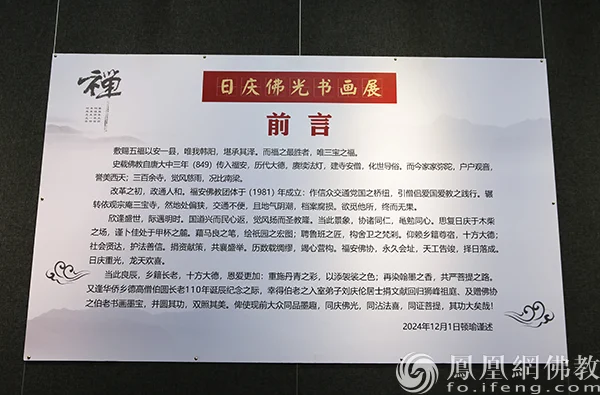 禅
日庆佛光书画展
前言
敷赐五福以安一县，唯我韩阳，堪承其泽。而福之最胜者，唯三宝之福。
史载佛教自唐大中三年（849）传入福安，历代大德，赓续法灯，建寺安僧，化世导俗。而今家家弥陀，户户观音，
誉美西天；三百余寺，觉风慈雨，况比南梁。
改革之初，政通人和。福安佛教团体于（1981）年成立：作信众交通党国之桥纽，引僧侣爱国爱教之践行。辗
转依观宗庵三宝寺，然地处偏狭，交通不便，且地气阴潮，档案腐损。欲觅他所，终而无果。
欣逢盛世，际遇明时。国道兴而民心返，觉风扬而圣教隆。当此景象，协诸同仁，黾勉同心。思复日庆于木柴
之场，谨卜佳处于甲杯之麓。藉马良之笔，绘祇园之宏图；聘鲁班之匠，构舍卫之梵刹。仰赖乡籍尊宿，十方大德；
社会贤达，护法善信。捐资献策，共襄盛举。历数载绸缪，竭心营构。福安佛协，永久会址，天工告竣，择日落成。
日庆重光，龙天欢喜。
当此良辰，乡籍长老，十方大德，恩爱更加：重施丹青之彩，以添袈裟之色；再染翰墨之香，共严菩提之路。
又逢华侨乡德高僧伯圆长老110年诞辰纪念之际，幸得伯老之入室弟子刘庆伦居士捐文献回归狮峰祖庭、及赠佛协
之伯老书画墨宝，并圆其功，双照其美。俾使现前大众同品墨趣，同庆佛光，同沾法喜，同证菩提，其功大矣哉！
2024年12月1日顿瑜谨述
凤凰網佛教
fo.ifeng.com